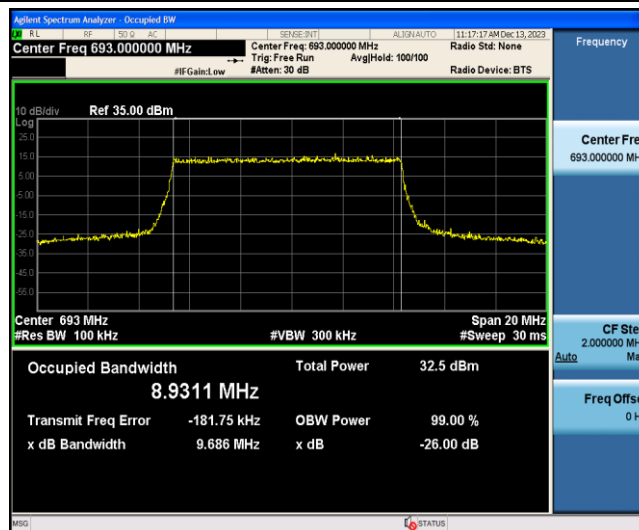 Agilent Spectrum Analyzer - Occupied BW
RL RF 50 Ω AC SENSE:INT ALIGN AUTO 11:17:17 AM Dec 13, 2023
Center Freq 693.000000 MHz Center Freq: 693.000000 MHz Radio Std: None
Trig: Free Run Avg|Hold: 100/100
#IFGain:Low #Atten: 30 dB Radio Device: BTS
10 dB/div Ref 35.00 dBm
Log
25.0
15.0
5.00
-5.00
-15.0
-25.0
-35.0
-45.0
-55.0
Center 693 MHz Span 20 MHz
#Res BW 100 kHz #VBW 300 kHz #Sweep 30 ms
Occupied Bandwidth Total Power 32.5 dBm
8.9311 MHz
Transmit Freq Error -181.75 kHz OBW Power 99.00 %
x dB Bandwidth 9.686 MHz x dB -26.00 dB
MSG STATUS
Frequency
Center Fre
693.000000 MH
CF Ste
2.000000 MH
Auto Ma
Freq Offse
0 H